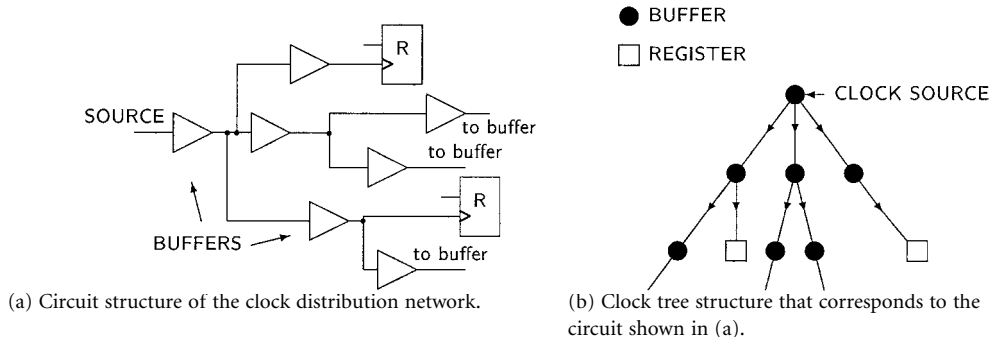 R
SOURCE
to buffer
to buffer
R
BUFFERS
to buffer
(a) Circuit structure of the clock distribution network.
BUFFER
REGISTER
CLOCK SOURCE
(b) Clock tree structure that corresponds to the
circuit shown in (a).